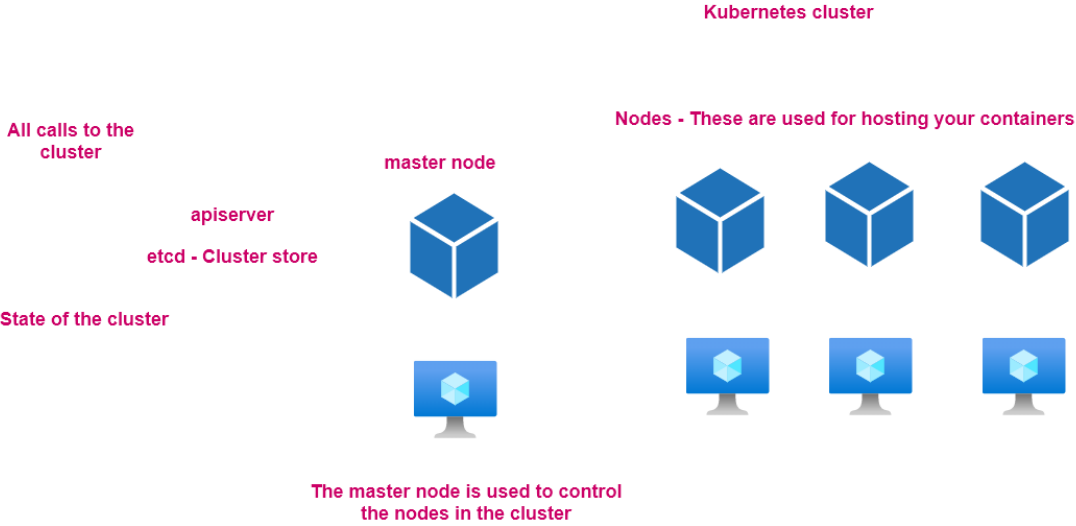 Kubernetes cluster
Nodes - These are used for hosting your containers
All calls to the
cluster
master node
apiserver
etcd - Cluster store
State of the cluster
The master node is used to control
the nodes in the cluster